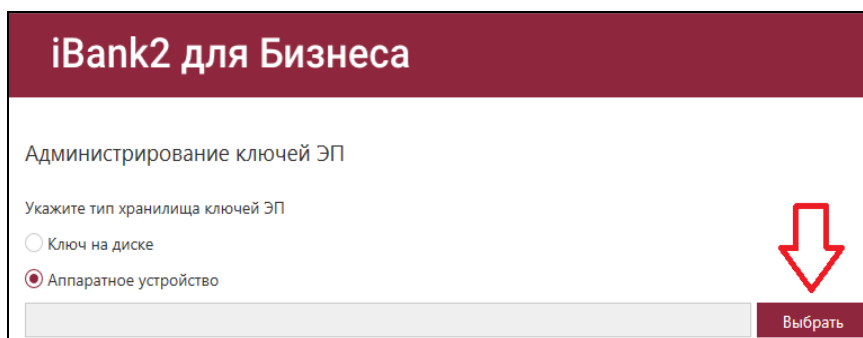 iBank2 для Бизнеса
Администрирование ключей ЭП
Укажите тип хранилища ключей ЭП
Ключ на диске
Аппаратное устройство
Выбрать